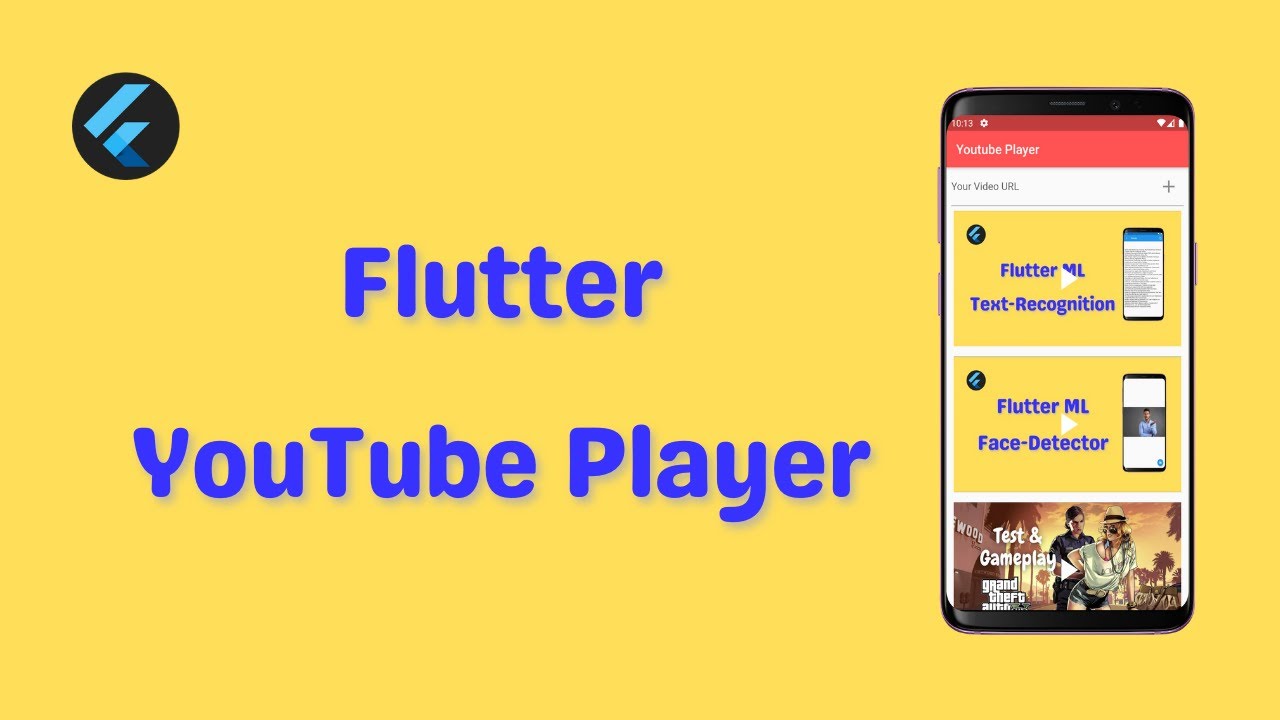 Flutter
YouTube Player
10:13
Youtube Player
Your Video URL
Flutter ML
Text-Recognition
Flutter ML
Face-Detector
WOOD
Test &
Gameplay
grand
theft
auto